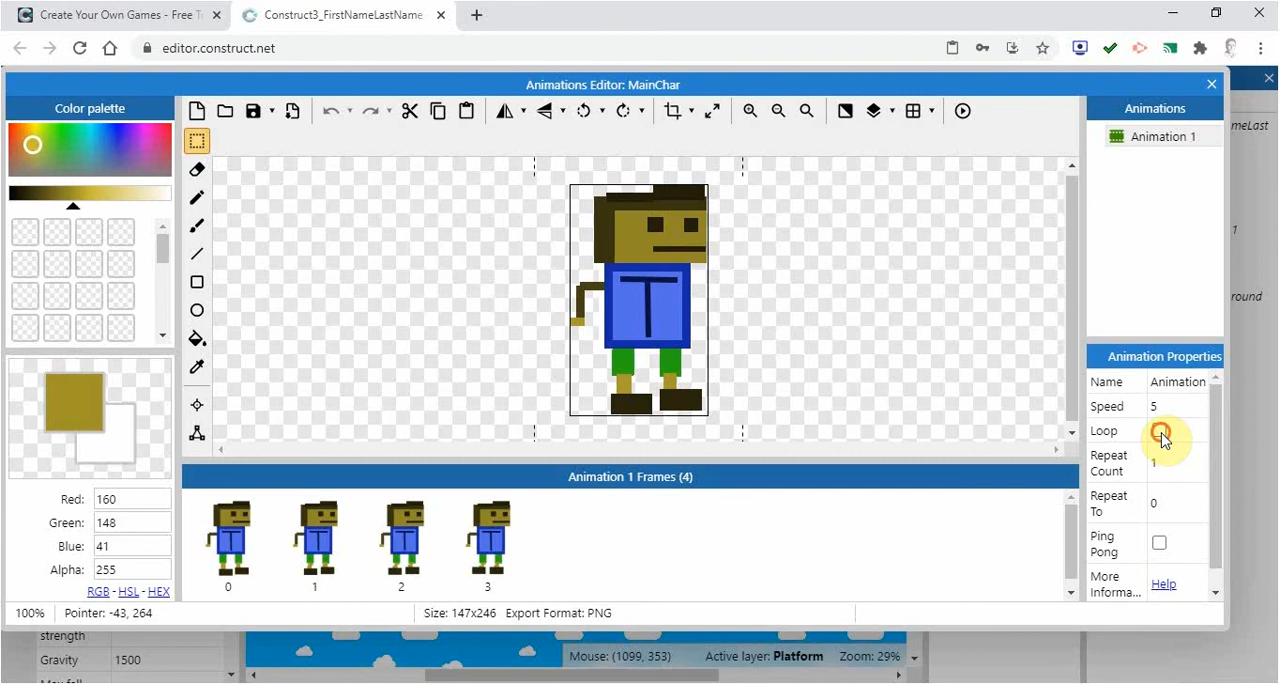 Create Your Own Games - Free T
Construct3_FirstNameLastName
editor.construct.net
Animations Editor: MainChar
Color palette
Animations
Animation 1
meLast
1
round
T
Animation Properties
Name Animation
Speed 5
Loop
Repeat
Count 1
Repeat
To 0
Ping
Pong
More
Informa... Help
Animation 1 Frames (4)
0 1 2 3
Red: 160
Green: 148
Blue: 41
Alpha: 255
RGB - HSL - HEX
100% Pointer: -43, 264 Size: 147x246 Export Format: PNG
strength
Gravity 1500
Mouse: (1099, 353) Active layer: Platform Zoom: 29%